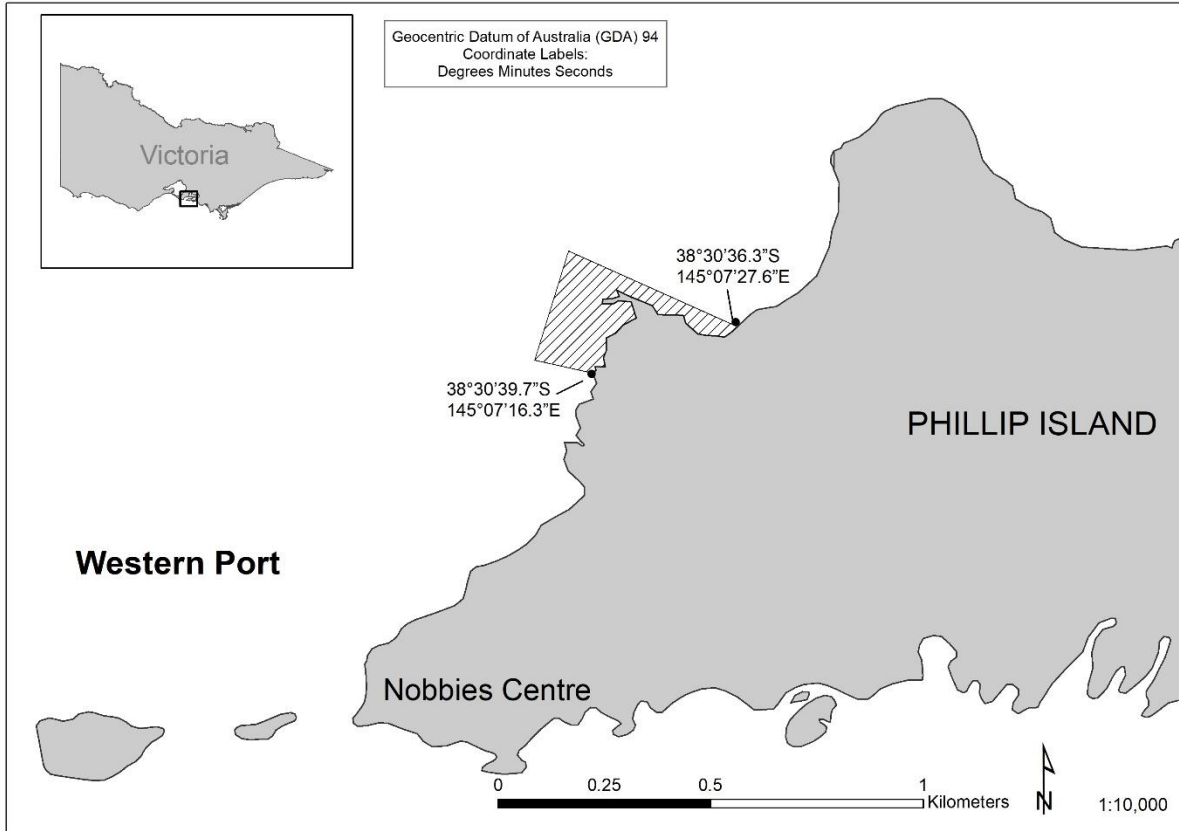 Geocentric Datum of Australia (GDA) 94
Coordinate Labels:
Degrees Minutes Seconds
Victoria
38°30’36.3”S
145°07’27.6”E
38°30’39.7”S
145°07’16.3”E
PHILLIP ISLAND
Western Port
Nobbies Centre
0 0.25 0.5 1
Kilometers
N
1:10,000